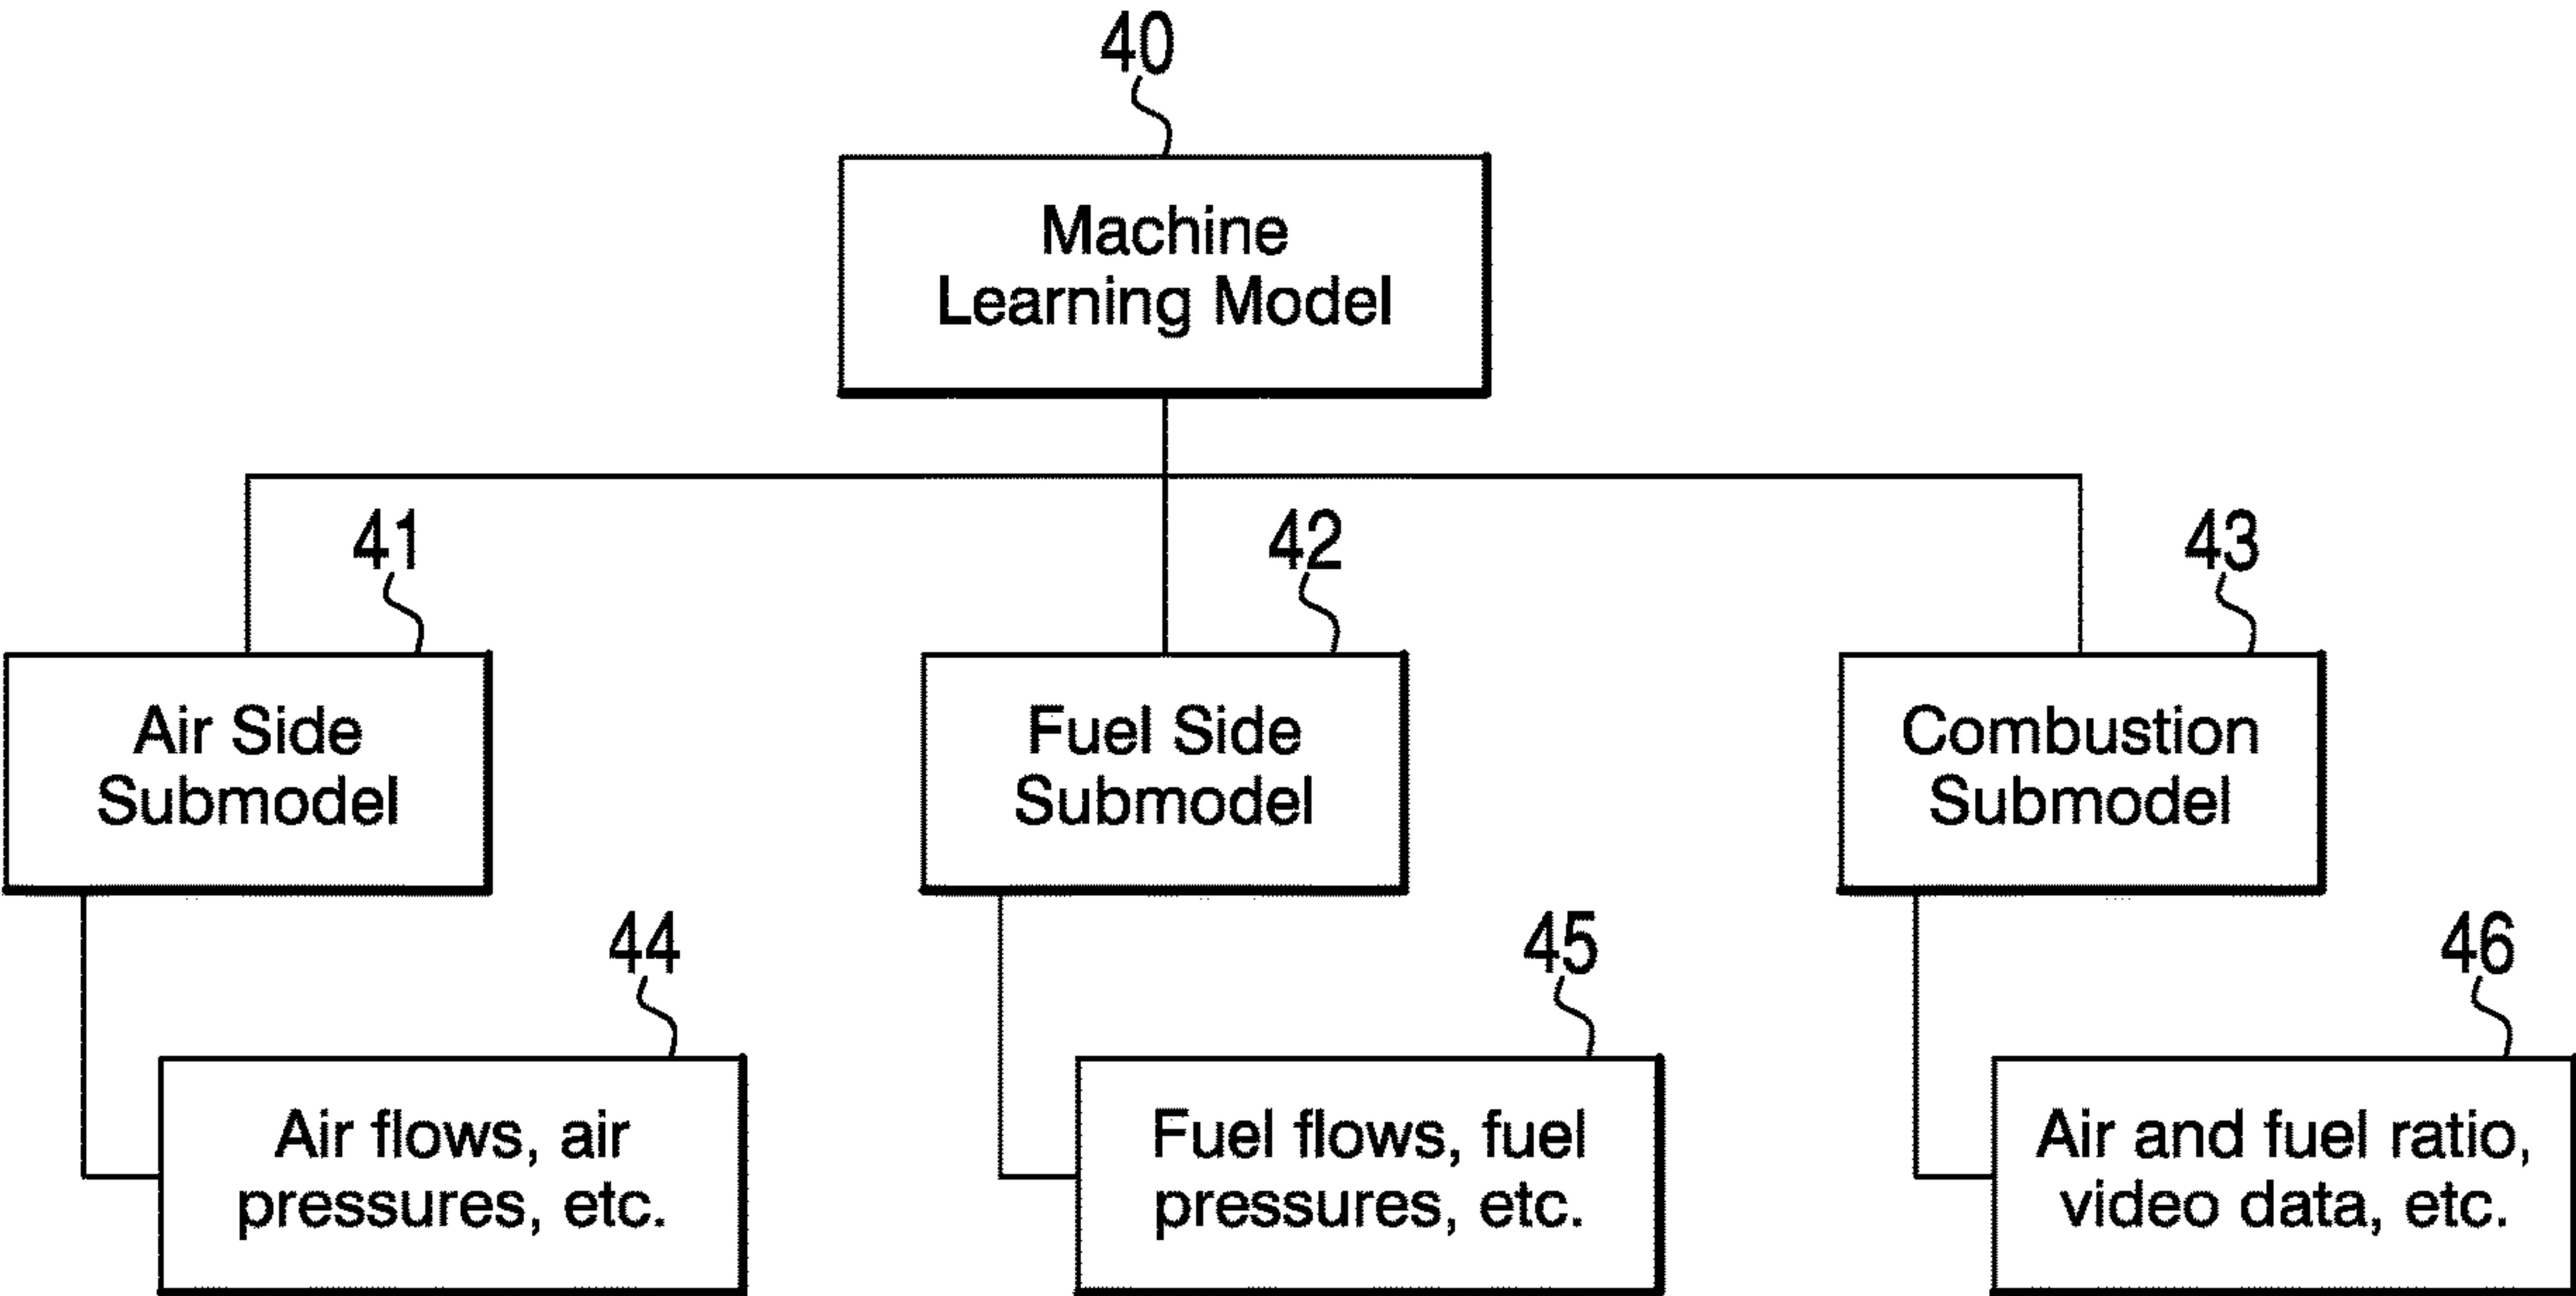 40
Machine
Learning Model
41
42
43
Air Side
Submodel
Fuel Side
Submodel
Combustion
Submodel
44
45
46
Air flows, air
pressures, etc.
Fuel flows, fuel
pressures, etc.
Air and fuel ratio,
video data, etc.